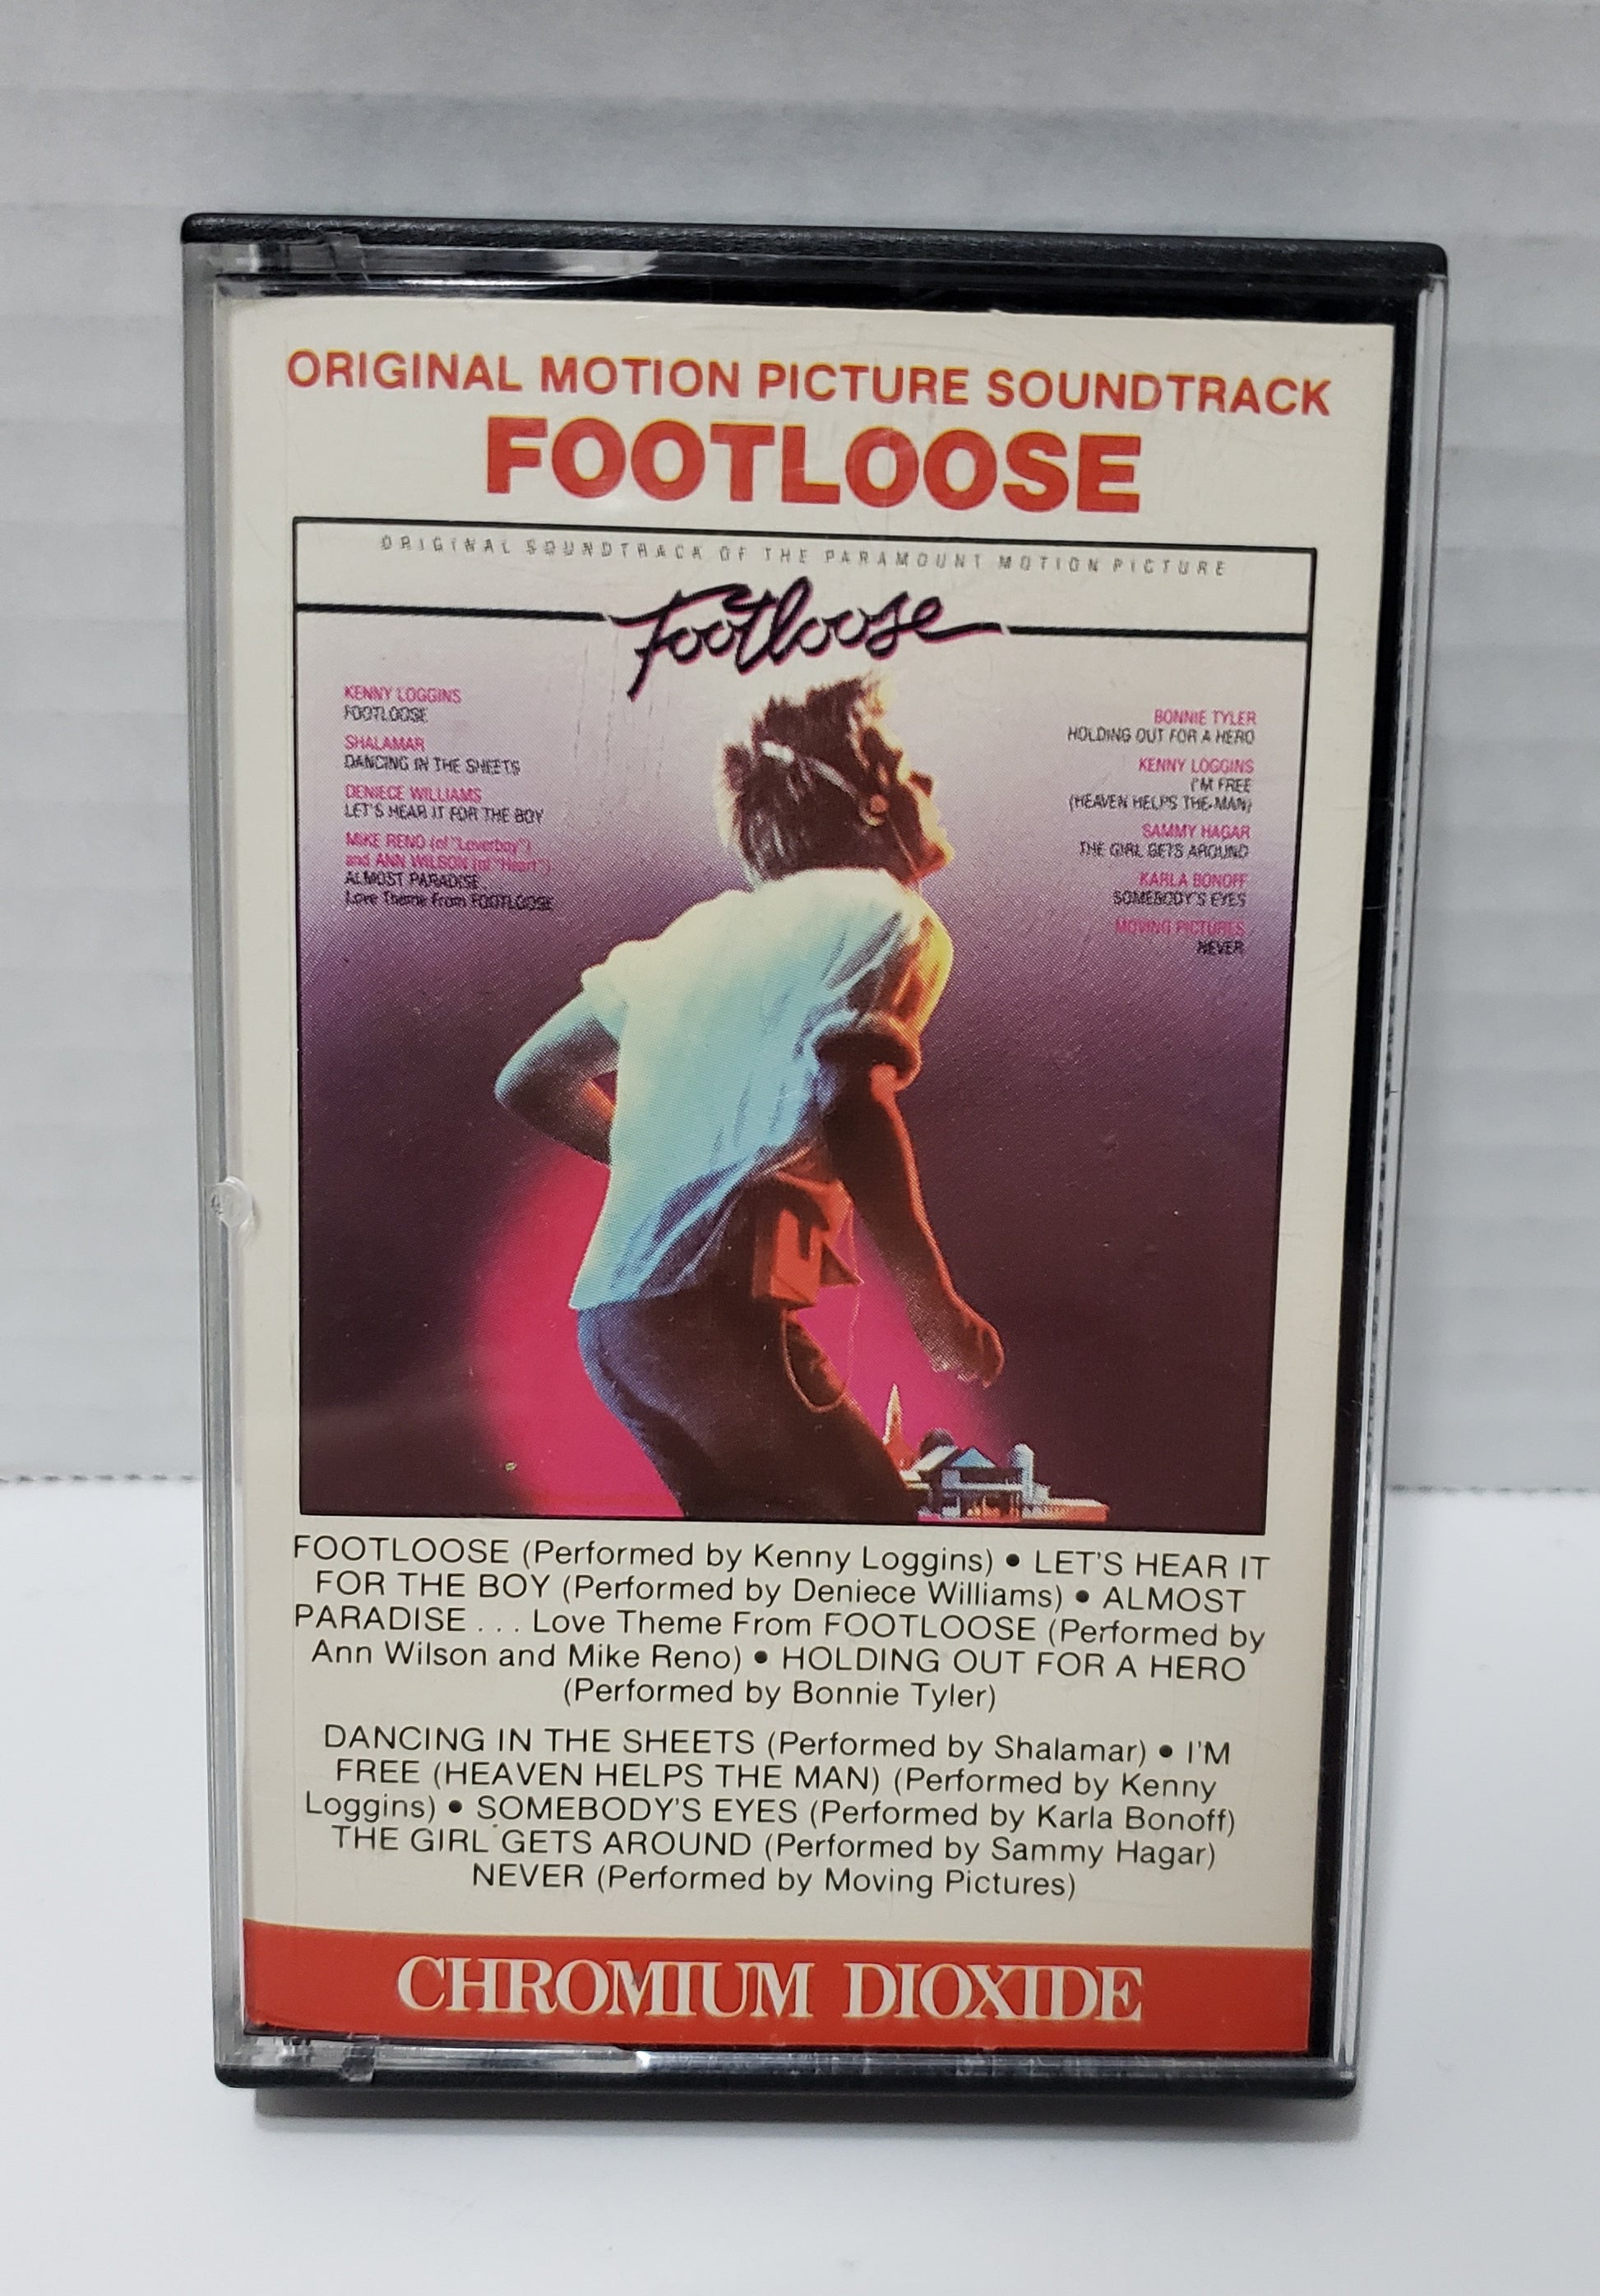 ORIGINAL MOTION PICTURE SOUNDTRACK
FOOTLOOSE
ORIGINAL SOUNDTRACK OF THE PARAMOUNT MOTION PICTURE
Footloose
KENNY LOGGINS
FOOTLOOSE
SHALAMAR
DANCING IN THE SHEETS
DENIECE WILLIAMS
LET'S HEAR IT FOR THE BOY
MIKE RENO (of "Loverboy")
and ANN WILSON (of "Heart")
ALMOST PARADISE
Love Theme From FOOTLOOSE
BONNIE TYLER
HOLDING OUT FOR A HERO
KENNY LOGGINS
I'M FREE
(HEAVEN HELPS THE MAN)
SAMMY HAGAR
THE GIRL GETS AROUND
KARLA BONOFF
SOMEBODY'S EYES
MOVING PICTURES
NEVER
FOOTLOOSE (Performed by Kenny Loggins) • LET'S HEAR IT
FOR THE BOY (Performed by Deniece Williams) • ALMOST
PARADISE . . . Love Theme From FOOTLOOSE (Performed by
Ann Wilson and Mike Reno) • HOLDING OUT FOR A HERO
(Performed by Bonnie Tyler)
DANCING IN THE SHEETS (Performed by Shalamar) • I'M
FREE (HEAVEN HELPS THE MAN) (Performed by Kenny
Loggins) • SOMEBODY'S EYES (Performed by Karla Bonoff)
THE GIRL GETS AROUND (Performed by Sammy Hagar)
NEVER (Performed by Moving Pictures)
CHROMIUM DIOXIDE